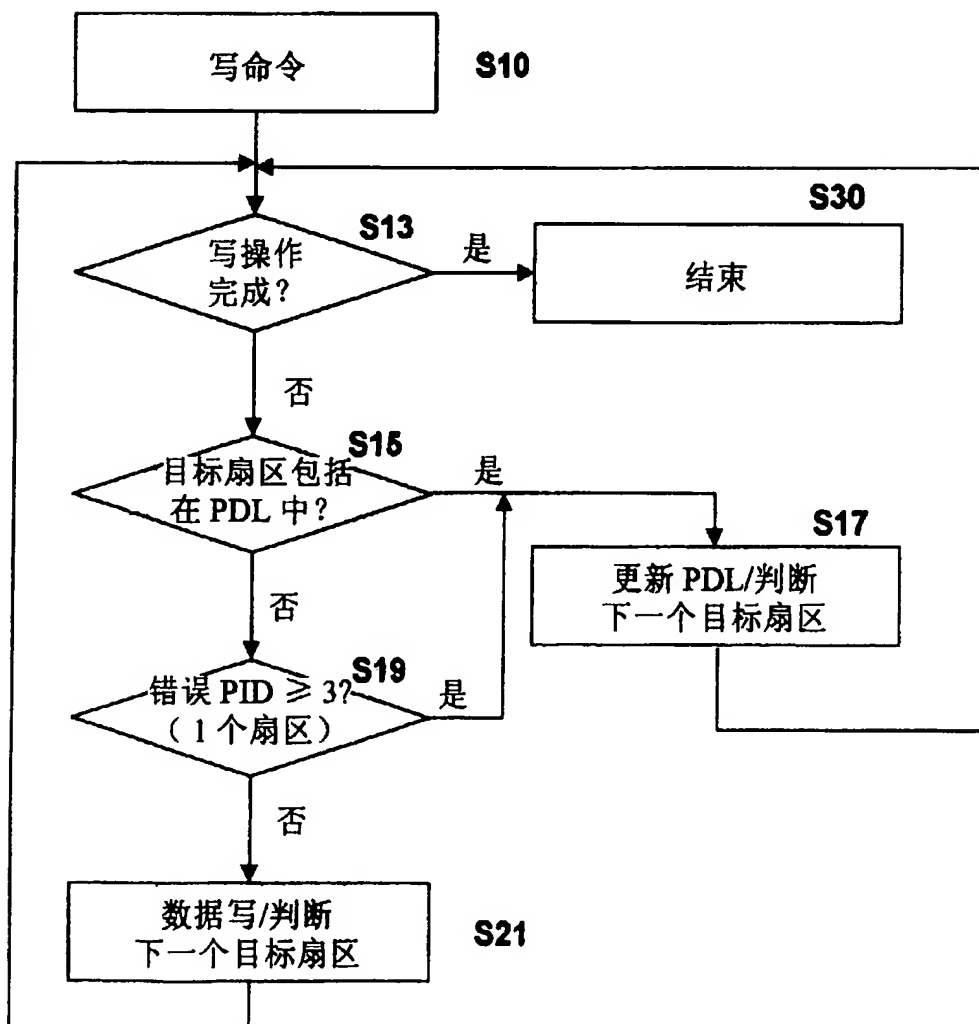 写命令
S10
S30
S13
写操作
完成?
是
结束
否
S15
目标扇区包括
在 PDL 中?
是
S17
更新 PDL/判断
下一个目标扇区
否
S19
错误 PID ≥ 3?
(1 个扇区)
是
否
数据写/判断
下一个目标扇区
S21